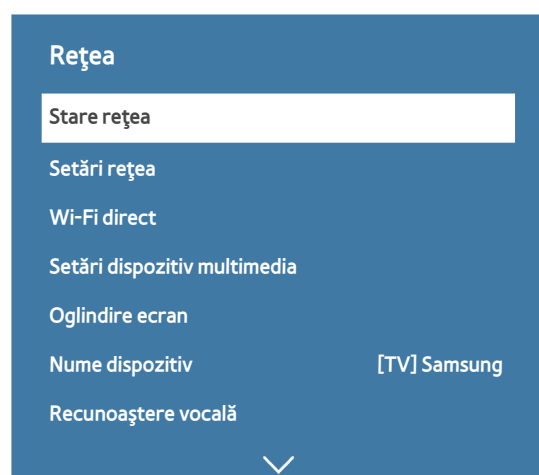 Reţea
Stare reţea
Setări reţea
Wi-Fi direct
Setări dispozitiv multimedia
Oglindire ecran
Nume dispozitiv [TV] Samsung
Recunoaştere vocală